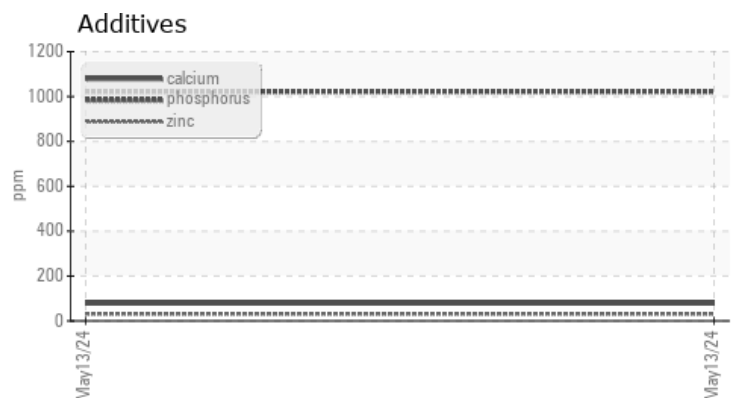 Additives
1200
1000
800
600
400
200
0
ppm
calcium
phosphorus
zinc
May13/24
May13/24